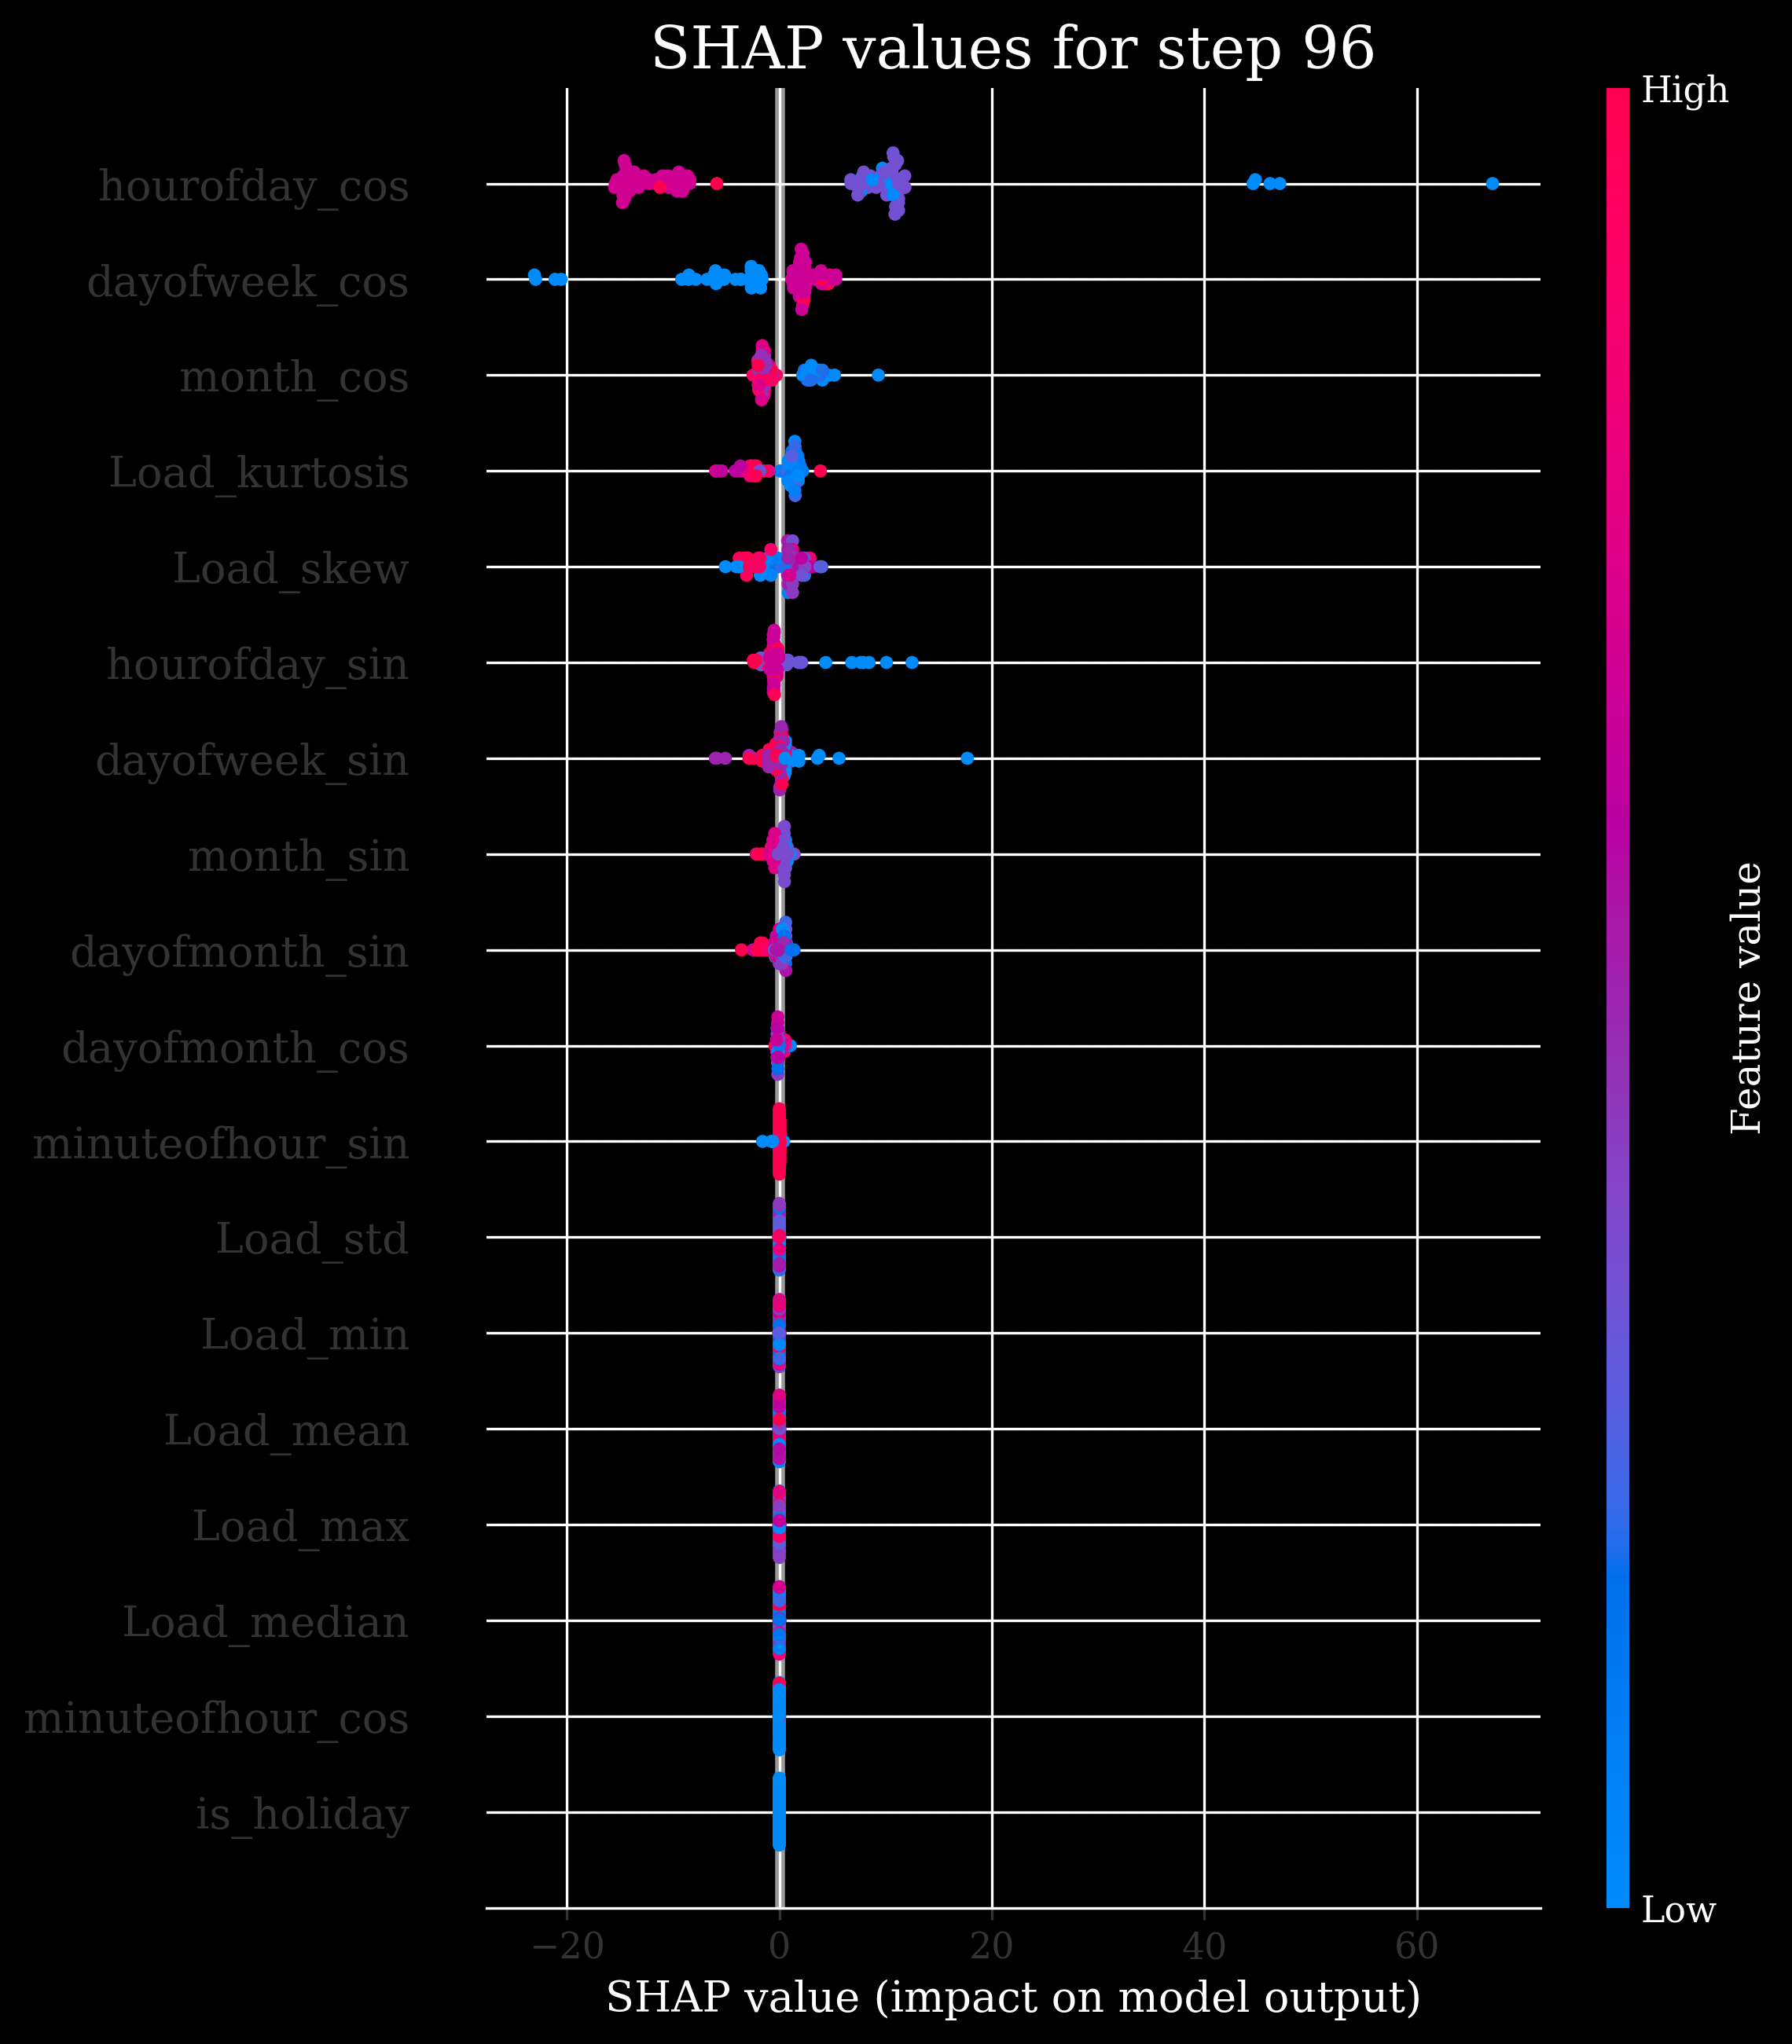 SHAP values for step 96
High
hourofday_cos
dayofweek_cos
month_cos
Load_kurtosis
Load_skew
hourofday_sin
dayofweek_sin
month_sin
dayofmonth_sin
dayofmonth_cos
minuteofhour_sin
Load_std
Load_min
Load_mean
Load_max
Load_median
minuteofhour_cos
is_holiday
Feature value
Low
−20 0 20 40 60
SHAP value (impact on model output)